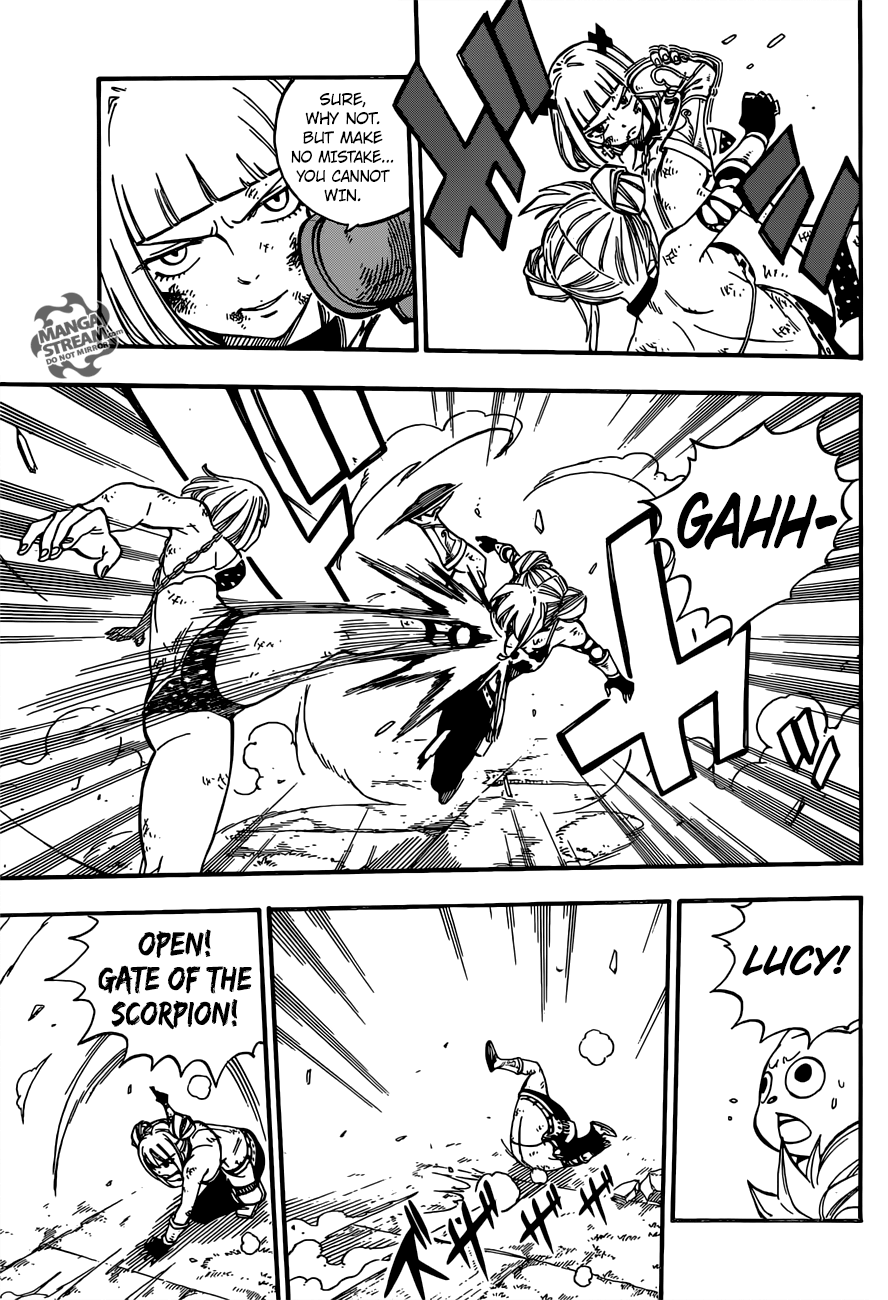 SURE,
WHY NOT.
BUT MAKE
NO MISTAKE...
YOU CANNOT
WIN.
MANGA
STREAM.com
DO NOT MIRROR
GAHH-
LUCY!
OPEN!
GATE OF THE
SCORPION!